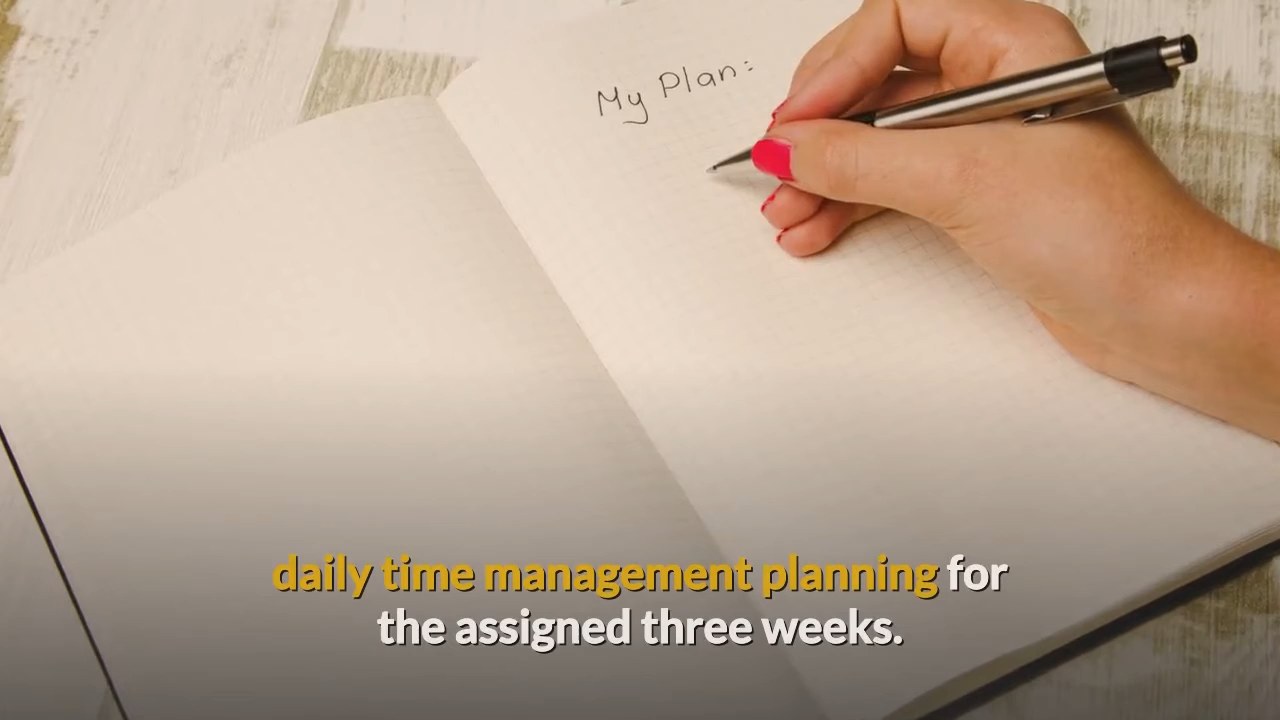 My Plan:
daily time management planning for
the assigned three weeks.